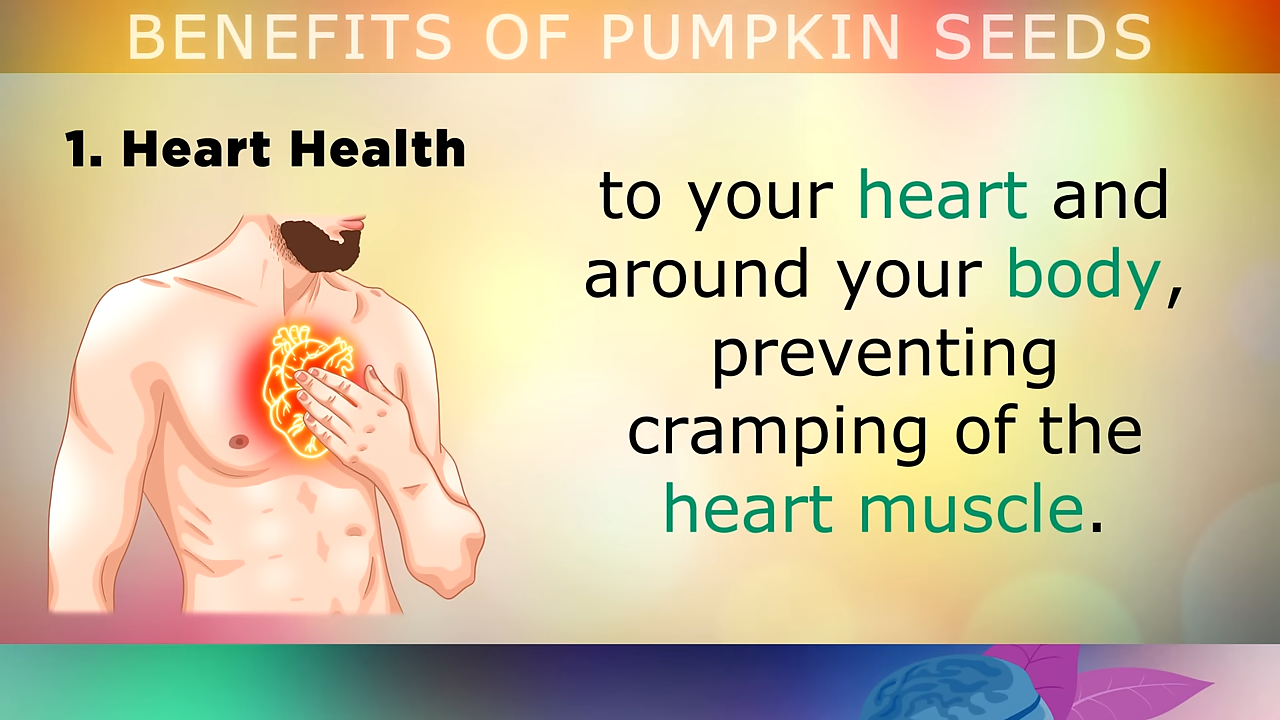 BENEFITS OF PUMPKIN SEEDS
1. Heart Health
to your heart and
around your body,
preventing
cramping of the
heart muscle.